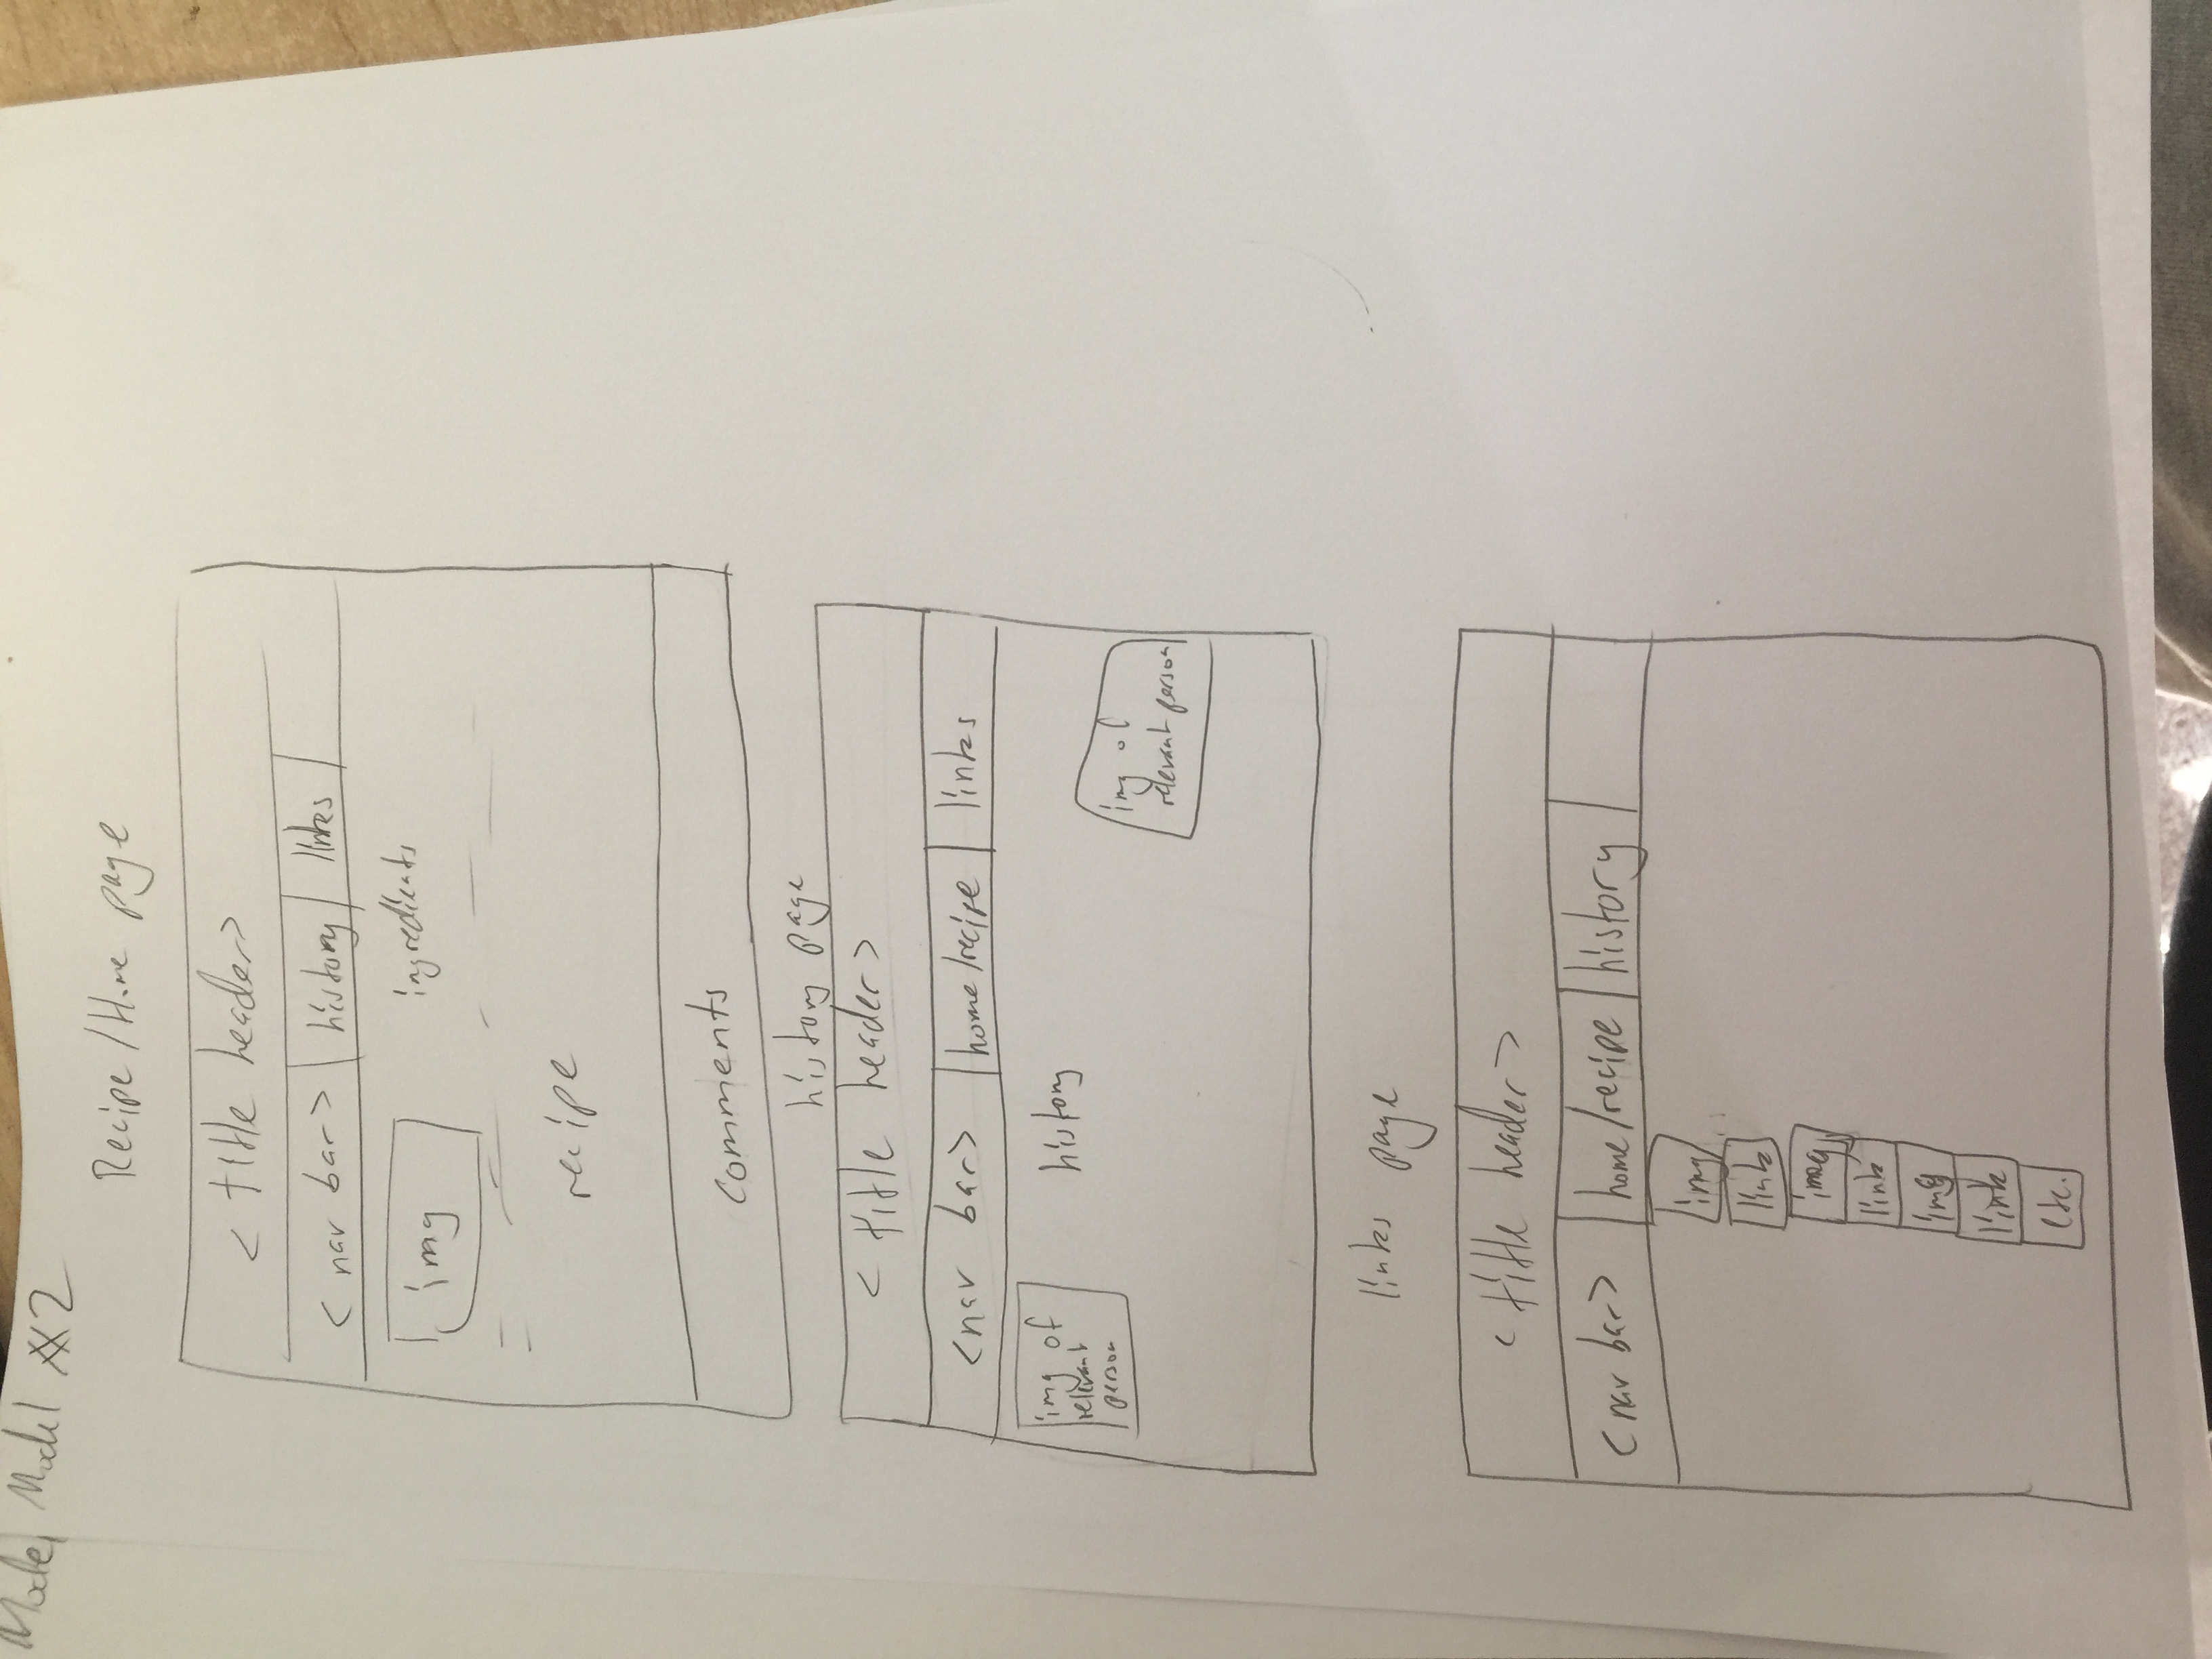 Model Model #2
Recipe/Home page
< title header>
< nav bar> history links
img ingredients
recipe
comments
history page
< title header>
<nav bar> home/recipe links
img of
relevant
person
history
img of
relevant person
links page
< title header>
<nav bar> home/recipe history
img
link
img
link
img
link
etc.